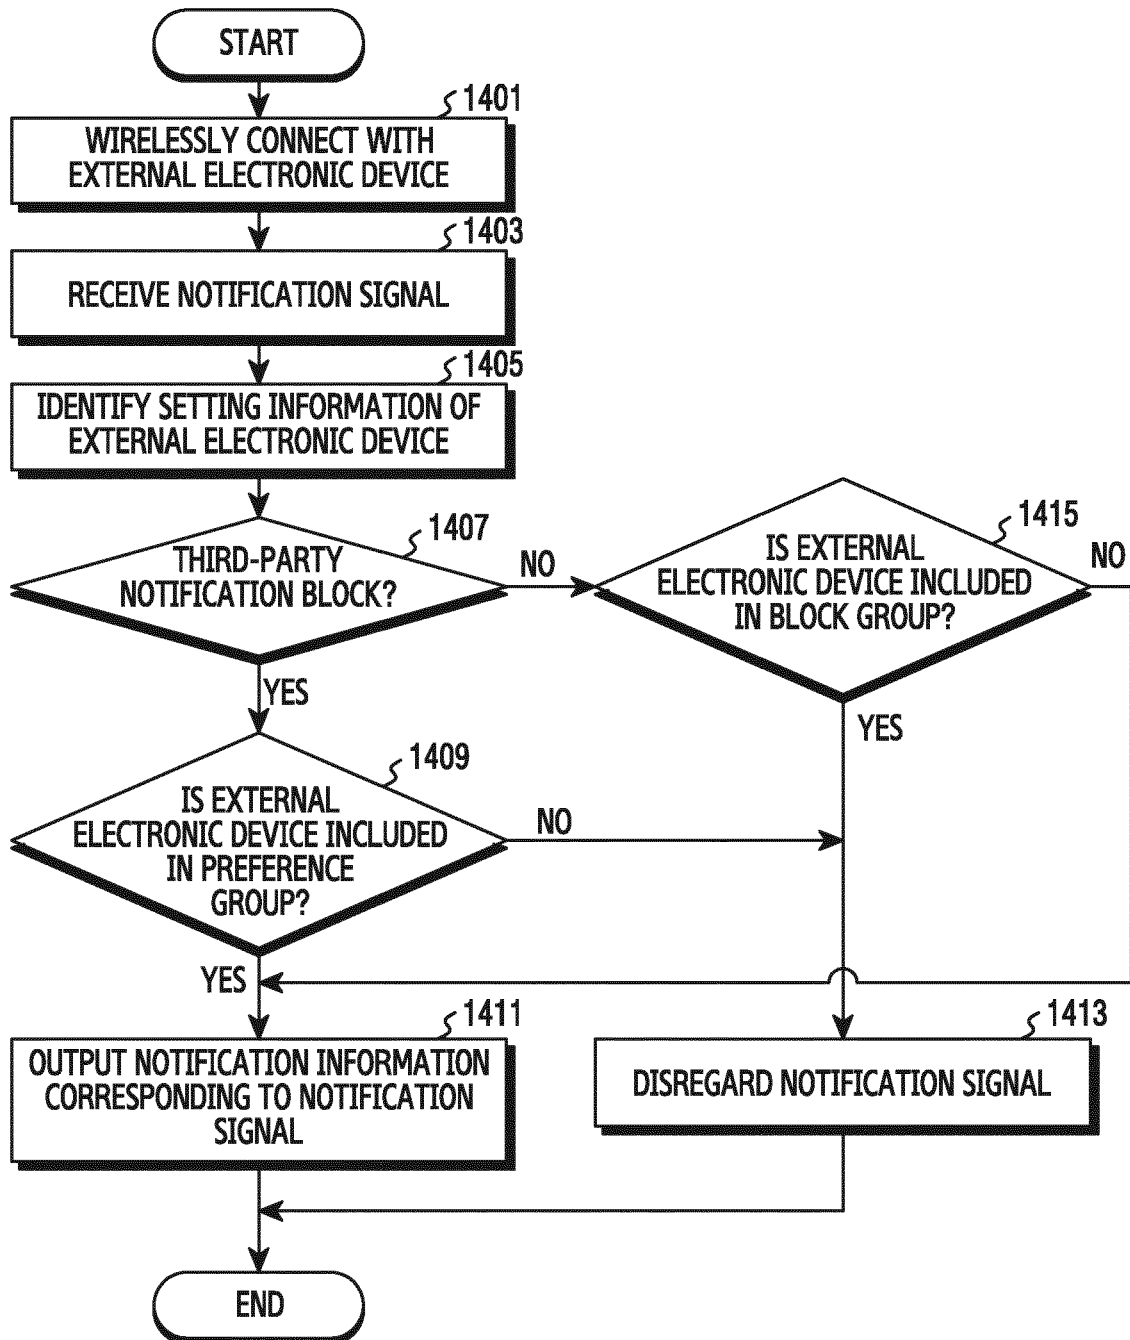 START
1401
WIRELESSLY CONNECT WITH
EXTERNAL ELECTRONIC DEVICE
1403
RECEIVE NOTIFICATION SIGNAL
1405
IDENTIFY SETTING INFORMATION OF
EXTERNAL ELECTRONIC DEVICE
1407
THIRD-PARTY
NOTIFICATION BLOCK?
NO
YES
1415
IS EXTERNAL
ELECTRONIC DEVICE INCLUDED
IN BLOCK GROUP?
NO
YES
1409
IS EXTERNAL
ELECTRONIC DEVICE INCLUDED
IN PREFERENCE
GROUP?
NO
YES
1411
OUTPUT NOTIFICATION INFORMATION
CORRESPONDING TO NOTIFICATION
SIGNAL
1413
DISREGARD NOTIFICATION SIGNAL
END